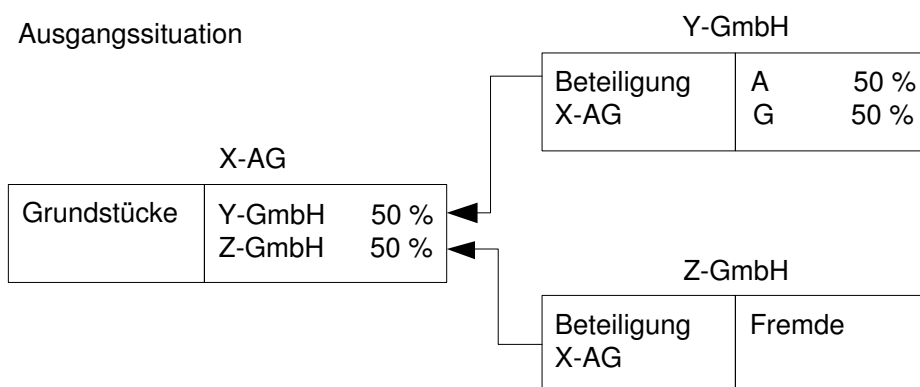 Ausgangssituation
Y-GmbH
Beteiligung A 50 %
X-AG G 50 %
X-AG
Grundstücke Y-GmbH 50 %
Z-GmbH 50 %
Z-GmbH
Beteiligung Fremde
X-AG